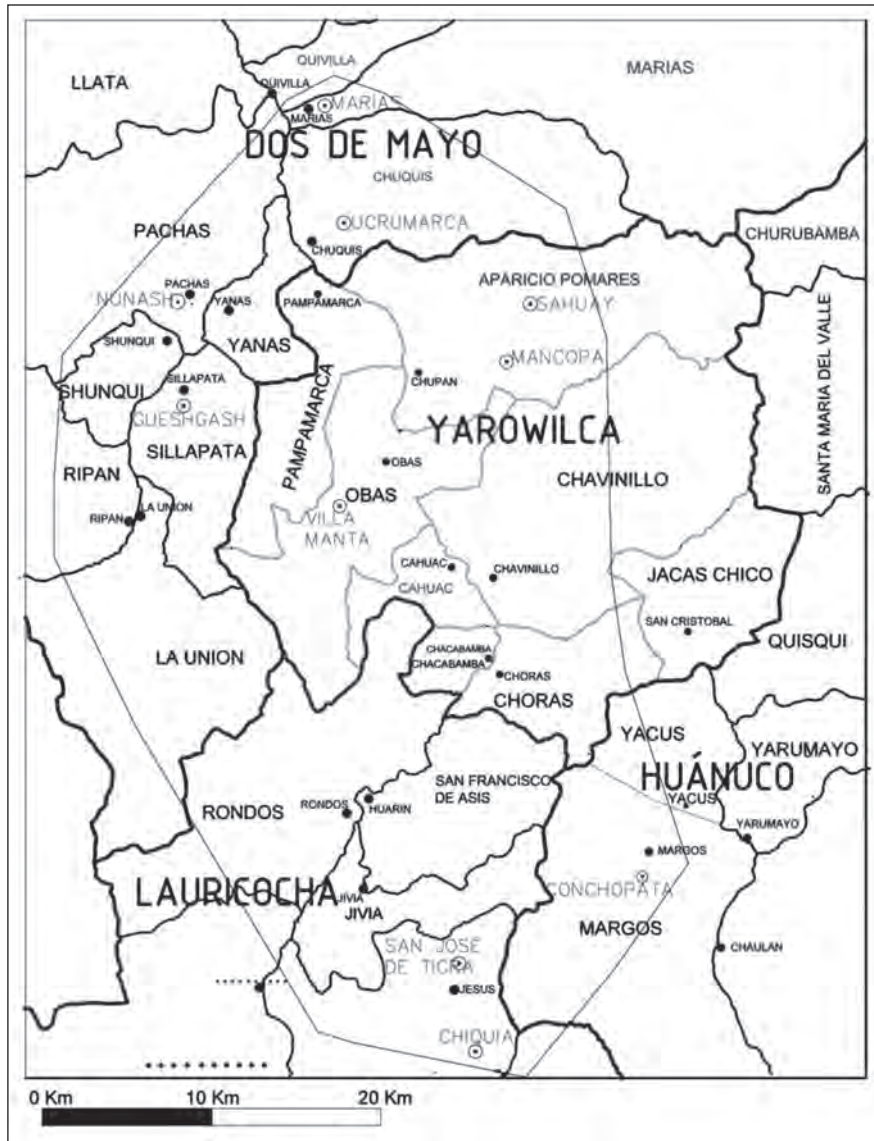 QUIVILLA
LLATA
MARIAS
QUIVILLA
MARÍAS
MARIAS
DOS DE MAYO
CHUQUIS
UCRUMARCA
PACHAS
CHURUBAMBA
CHUQUIS
APARICIO POMARES
PACHAS
NUNASH
PAMPAMARCA
SAHUAY
YANAS
SHUNQUI
YANAS
SANTA MARIA DEL VALLE
MANCOPA
CHUPAN
SILLAPATA
SHUNQUI
PAMPAMARCA
GUESHGASH
YAROWILCA
SILLAPATA
RIPAN
OBAS
CHAVINILLO
OBAS
LA UNION
RIPAN
VILLA
MANTA
CAHUAC
CHAVINILLO
JACAS CHICO
CAHUAC
SAN CRISTOBAL
QUISQUI
LA UNION
CHACABAMBA
CHACABAMBA
CHORAS
CHORAS
YACUS
YARUMAYO
HUÁNUCO
SAN FRANCISCO
DE ASIS
RONDOS
RONDOS
HUARIN
YACUS
YARUMAYO
MARGOS
LAURICOCHA
JIVIA
JIVIA
CONCHOPATA
MARGOS
SAN JOSÉ
DE TICRA
CHAULAN
JESUS
CHIQUIA
0 Km
10 Km
20 Km